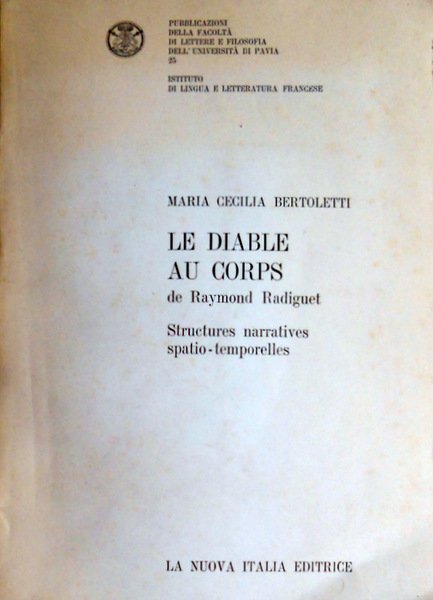 PUBBLICAZIONI
DELLA FACOLTÀ
DI LETTERE E FILOSOFIA
DELL'UNIVERSITÀ DI PAVIA
25
ISTITUTO
DI LINGUA E LETTERATURA FRANCESE
MARIA CECILIA BERTOLETTI
LE DIABLE
AU CORPS
de Raymond Radiguet
Structures narratives
spatio-temporelles
LA NUOVA ITALIA EDITRICE